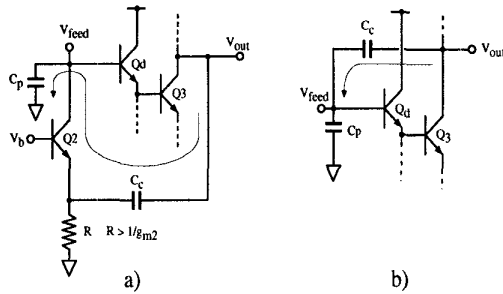 Vfeed
Cp
Qd
Q3
Vout
Vb
Q2
Cc
R R > 1/gm2
a)
Cc
Vout
Vfeed
Qd
Cp
Q3
b)